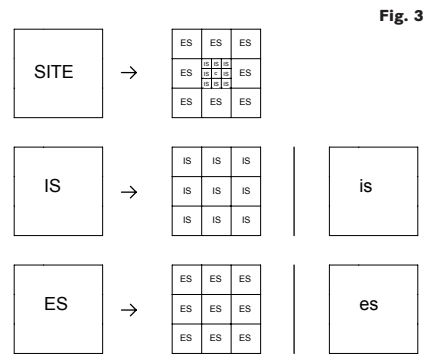 Fig. 3
ES ES ES
IS IS IS
SITE → ES IS c IS ES
IS IS IS
ES ES ES
IS IS IS
IS → IS IS IS | is
IS IS IS
ES ES ES
ES → ES ES ES | es
ES ES ES